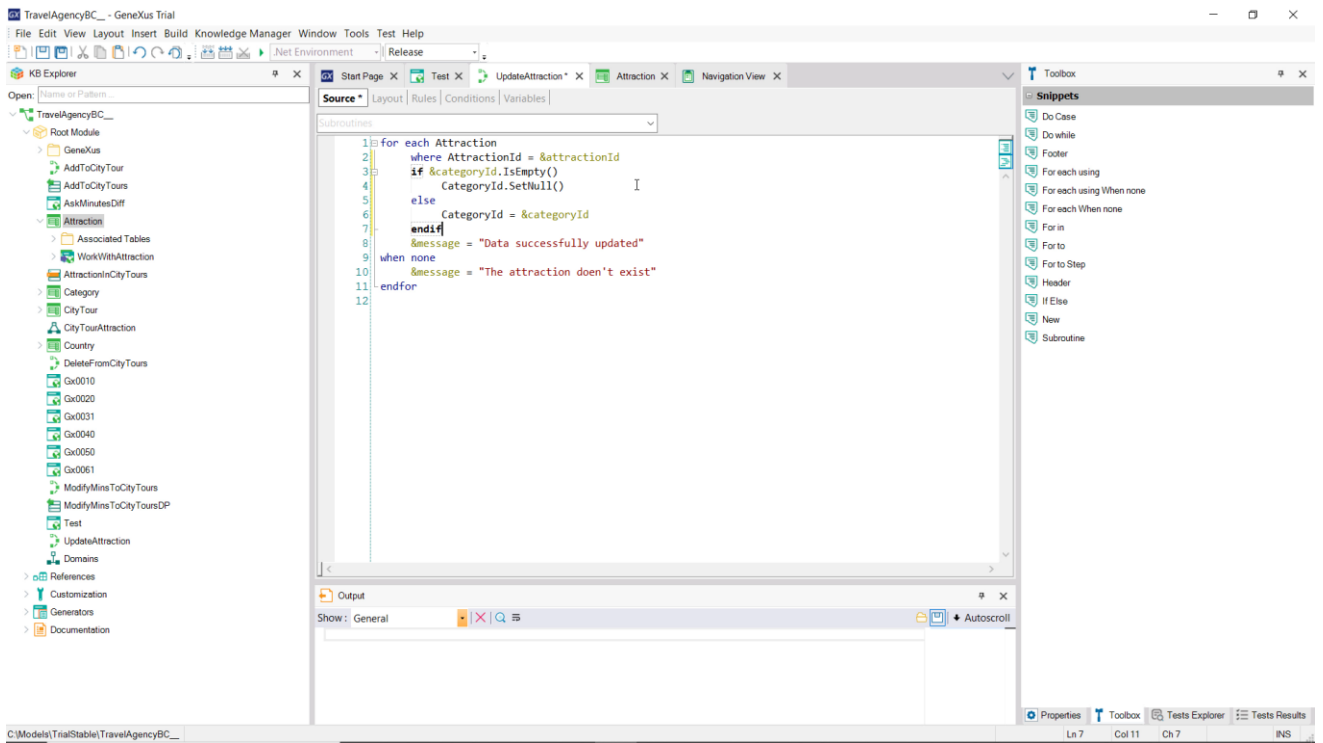 TravelAgencyBC__ - GeneXus Trial
File Edit View Layout Insert Build Knowledge Manager Window Tools Test Help
.Net Environment Release
KB Explorer
Open: Name or Pattern ...
TravelAgencyBC__
Root Module
GeneXus
AddToCityTour
AddToCityTours
AskMinutesDiff
Attraction
Associated Tables
WorkWithAttraction
AttractionInCityTours
Category
CityTour
CityTourAttraction
Country
DeleteFromCityTours
Gx0010
Gx0020
Gx0031
Gx0040
Gx0050
Gx0061
ModifyMinsToCityTours
ModifyMinsToCityToursDP
Test
UpdateAttraction
Domains
References
Customization
Generators
Documentation
Start Page Test UpdateAttraction * Attraction Navigation View
Source * Layout Rules Conditions Variables
Subroutines
1 for each Attraction
2 where AttractionId = &attractionId
3 if &categoryId.IsEmpty()
4 CategoryId.SetNull()
5 else
6 CategoryId = &categoryId
7 endif
8 &message = "Data successfully updated"
9 when none
10 &message = "The attraction doen't exist"
11 endfor
12
Output
Show: General Autoscroll
Toolbox
Snippets
Do Case
Do while
Footer
For each using
For each using When none
For each When none
For in
For to
For to Step
Header
If Else
New
Subroutine
Properties Toolbox Tests Explorer Tests Results
C:\Models\TrialStable\TravelAgencyBC__ Ln 7 Col 11 Ch 7 INS